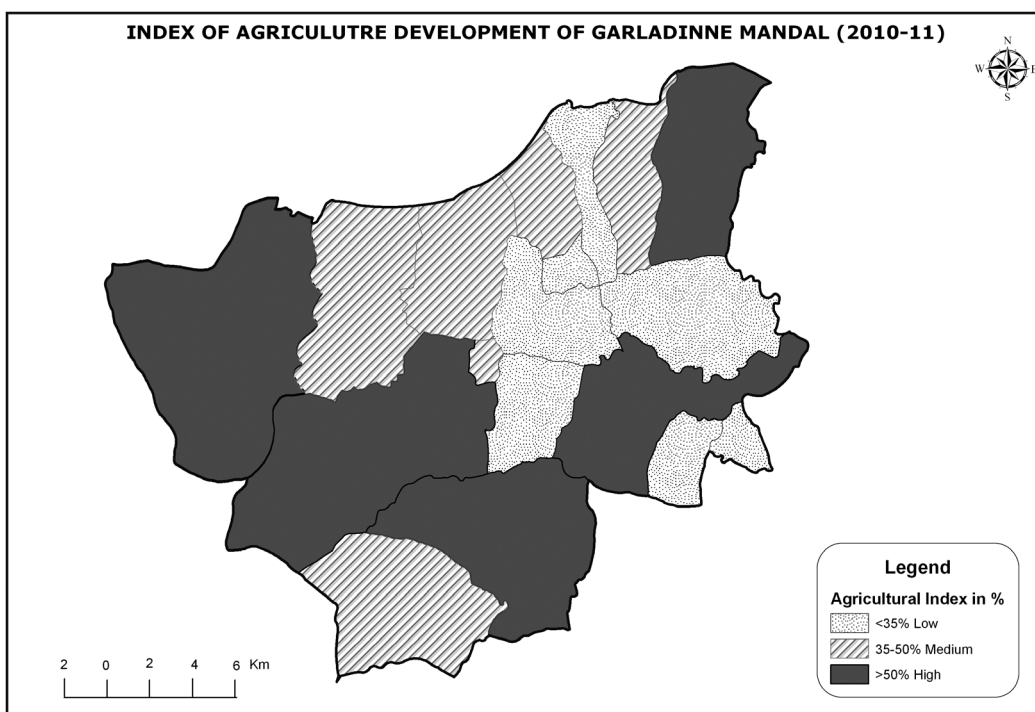 INDEX OF AGRICULUTRE DEVELOPMENT OF GARLADINNE MANDAL (2010-11)
N
W E
S
Legend
Agricultural Index in %
<35% Low
35-50% Medium
>50% High
2 0 2 4 6 Km